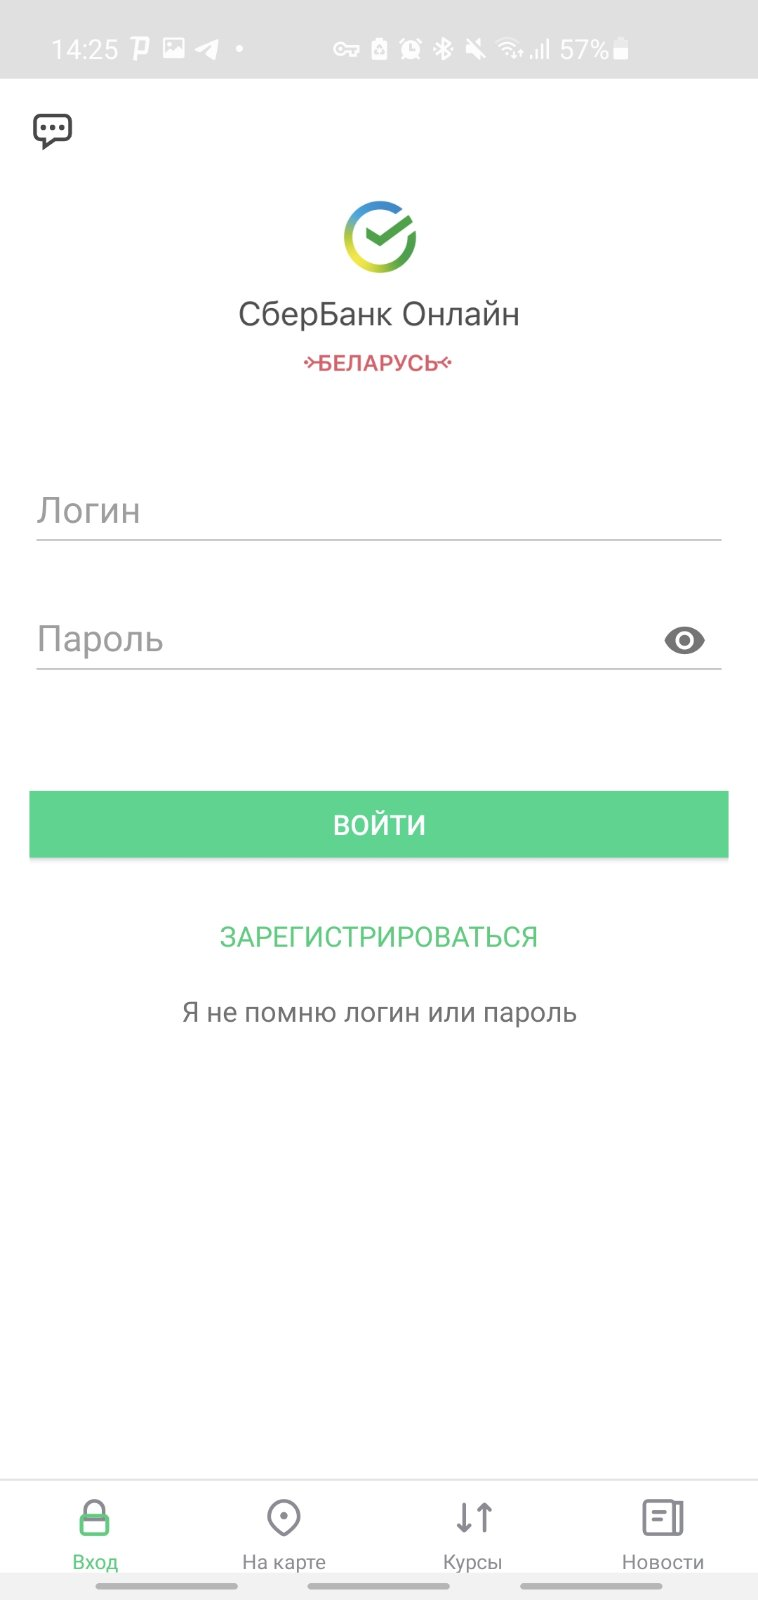 14:25 57%
СберБанк Онлайн
БЕЛАРУСЬ
Логин
Пароль
ВОЙТИ
ЗАРЕГИСТРИРОВАТЬСЯ
Я не помню логин или пароль
Вход На карте Курсы Новости